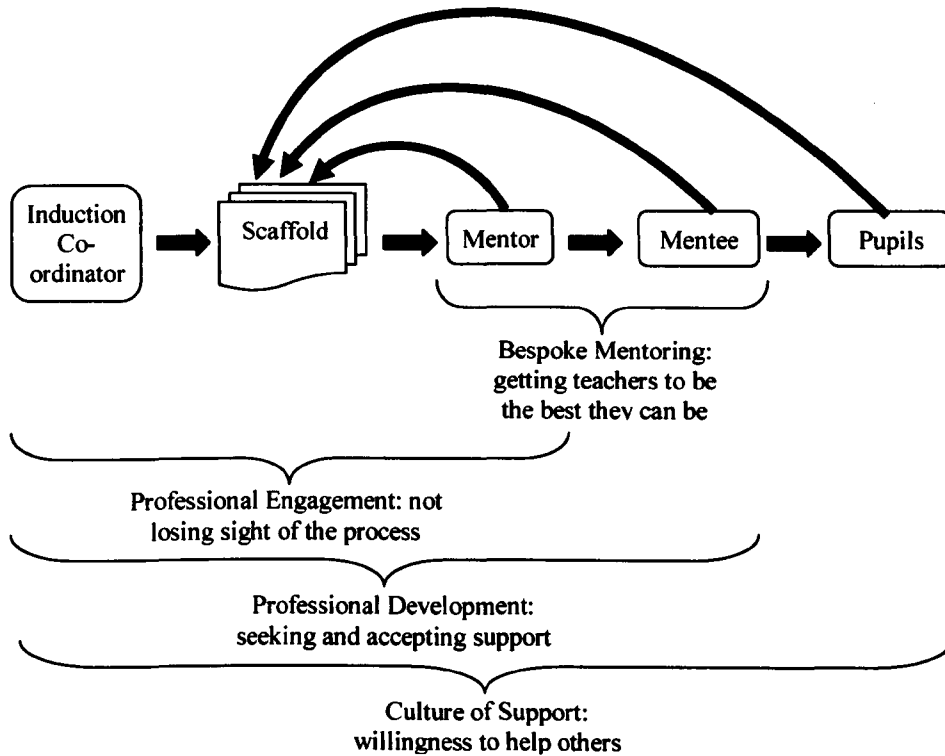 Induction
Co-
ordinator
Scaffold
Mentor
Mentee
Pupils
Bespoke Mentoring:
getting teachers to be
the best they can be
Professional Engagement: not
losing sight of the process
Professional Development:
seeking and accepting support
Culture of Support:
willingness to help others